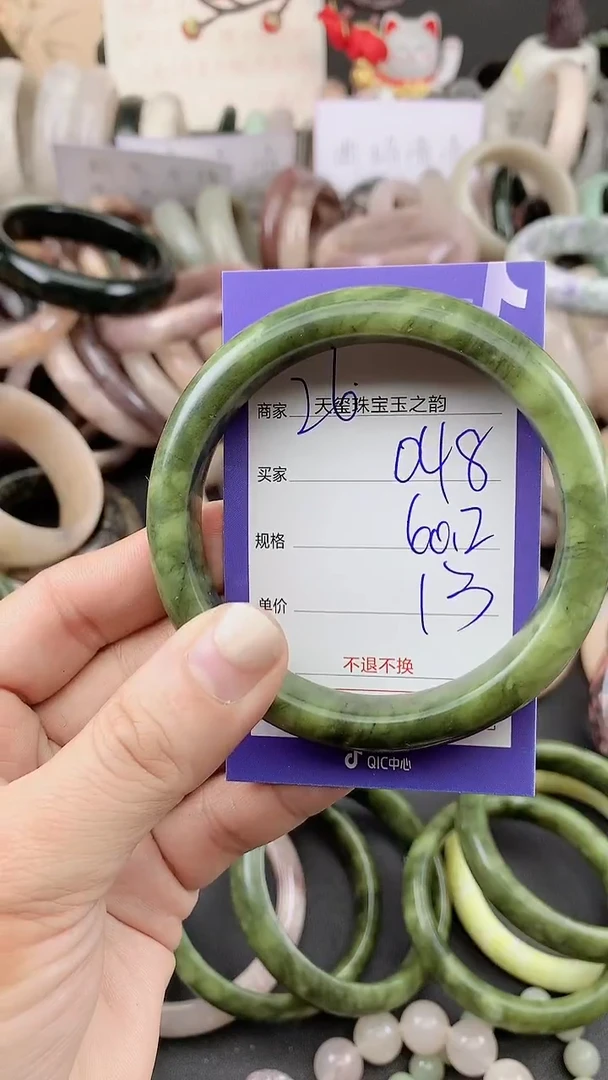 26
商家 天玺珠宝玉之韵
买家 048
规格 60.2
单价 13
不退不换
QIC中心